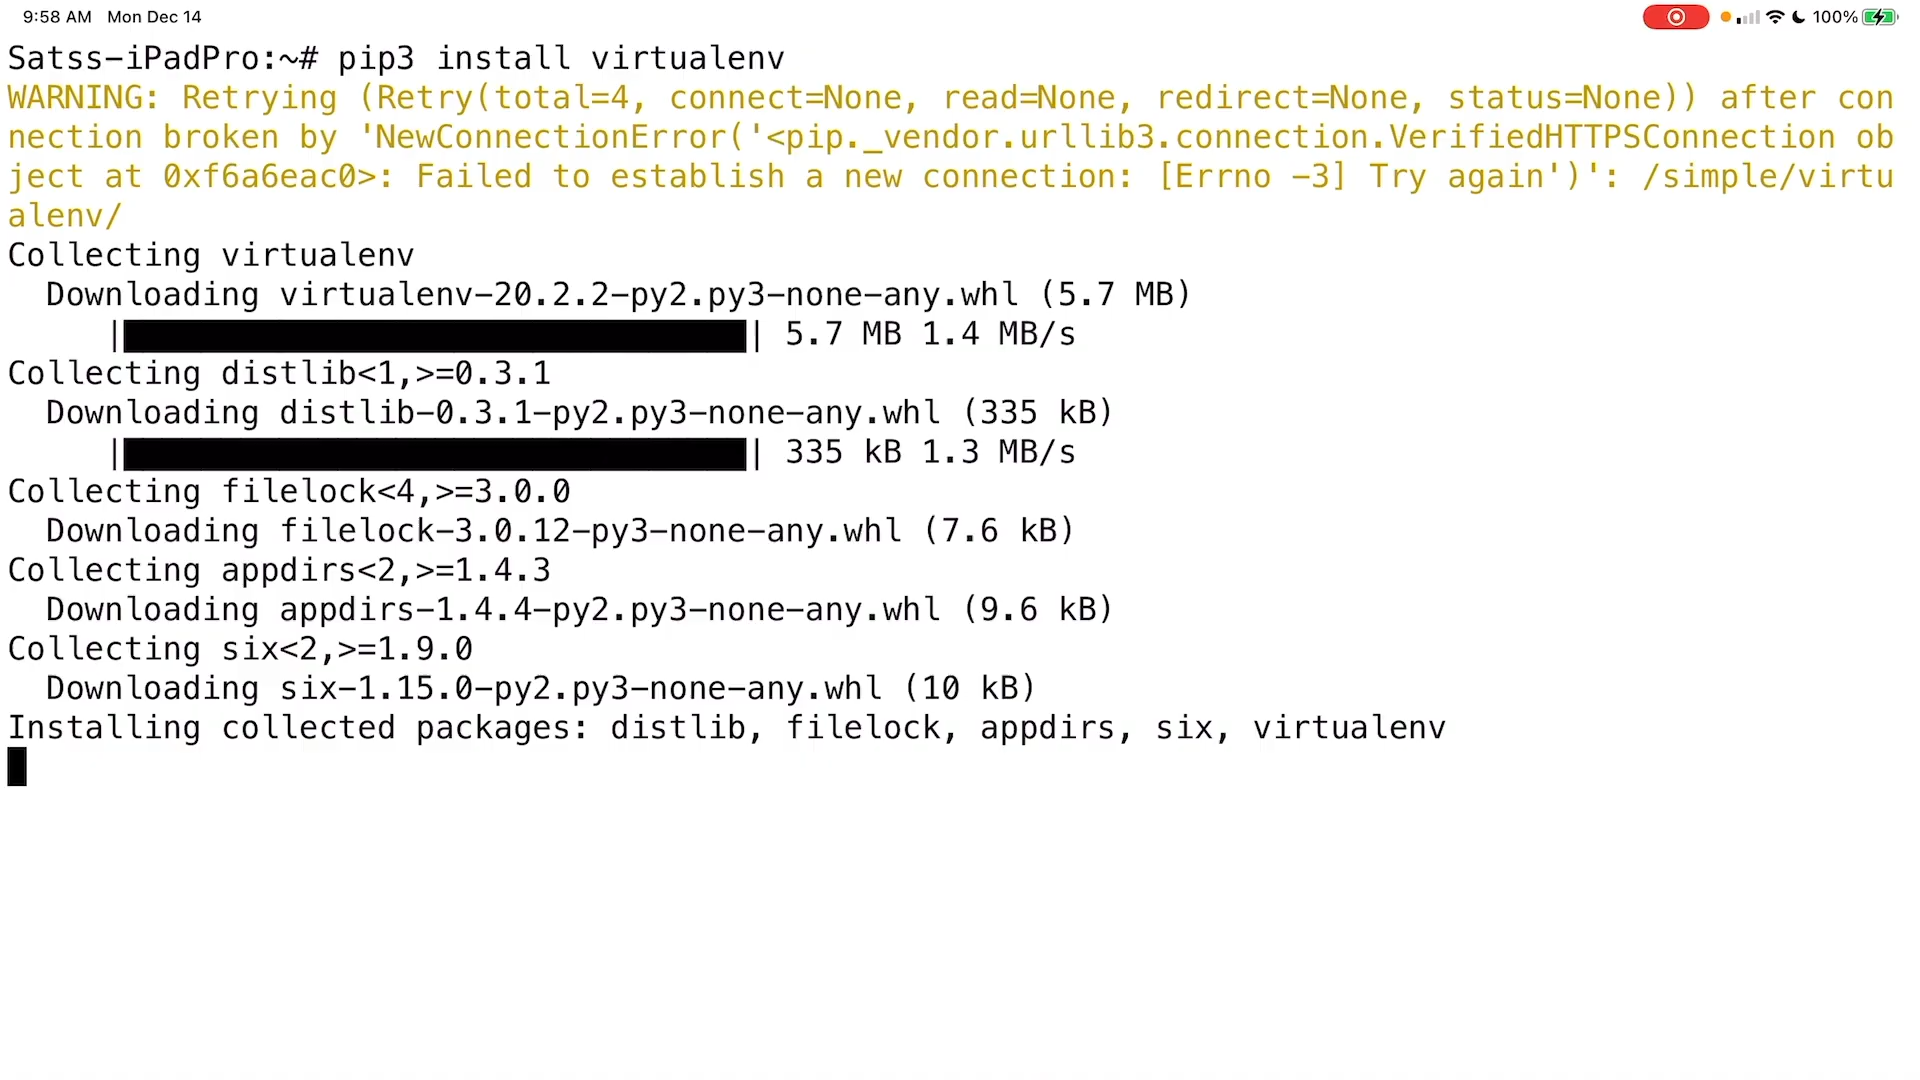 9:58 AM Mon Dec 14
100%
Satss-iPadPro:~# pip3 install virtualenv
WARNING: Retrying (Retry(total=4, connect=None, read=None, redirect=None, status=None)) after con
nection broken by 'NewConnectionError('<pip._vendor.urllib3.connection.VerifiedHTTPSConnection ob
ject at 0xf6a6eac0>: Failed to establish a new connection: [Errno -3] Try again')': /simple/virtu
alenv/
Collecting virtualenv
  Downloading virtualenv-20.2.2-py2.py3-none-any.whl (5.7 MB)
     |████████████████████████████████| 5.7 MB 1.4 MB/s
Collecting distlib<1,>=0.3.1
  Downloading distlib-0.3.1-py2.py3-none-any.whl (335 kB)
     |████████████████████████████████| 335 kB 1.3 MB/s
Collecting filelock<4,>=3.0.0
  Downloading filelock-3.0.12-py3-none-any.whl (7.6 kB)
Collecting appdirs<2,>=1.4.3
  Downloading appdirs-1.4.4-py2.py3-none-any.whl (9.6 kB)
Collecting six<2,>=1.9.0
  Downloading six-1.15.0-py2.py3-none-any.whl (10 kB)
Installing collected packages: distlib, filelock, appdirs, six, virtualenv